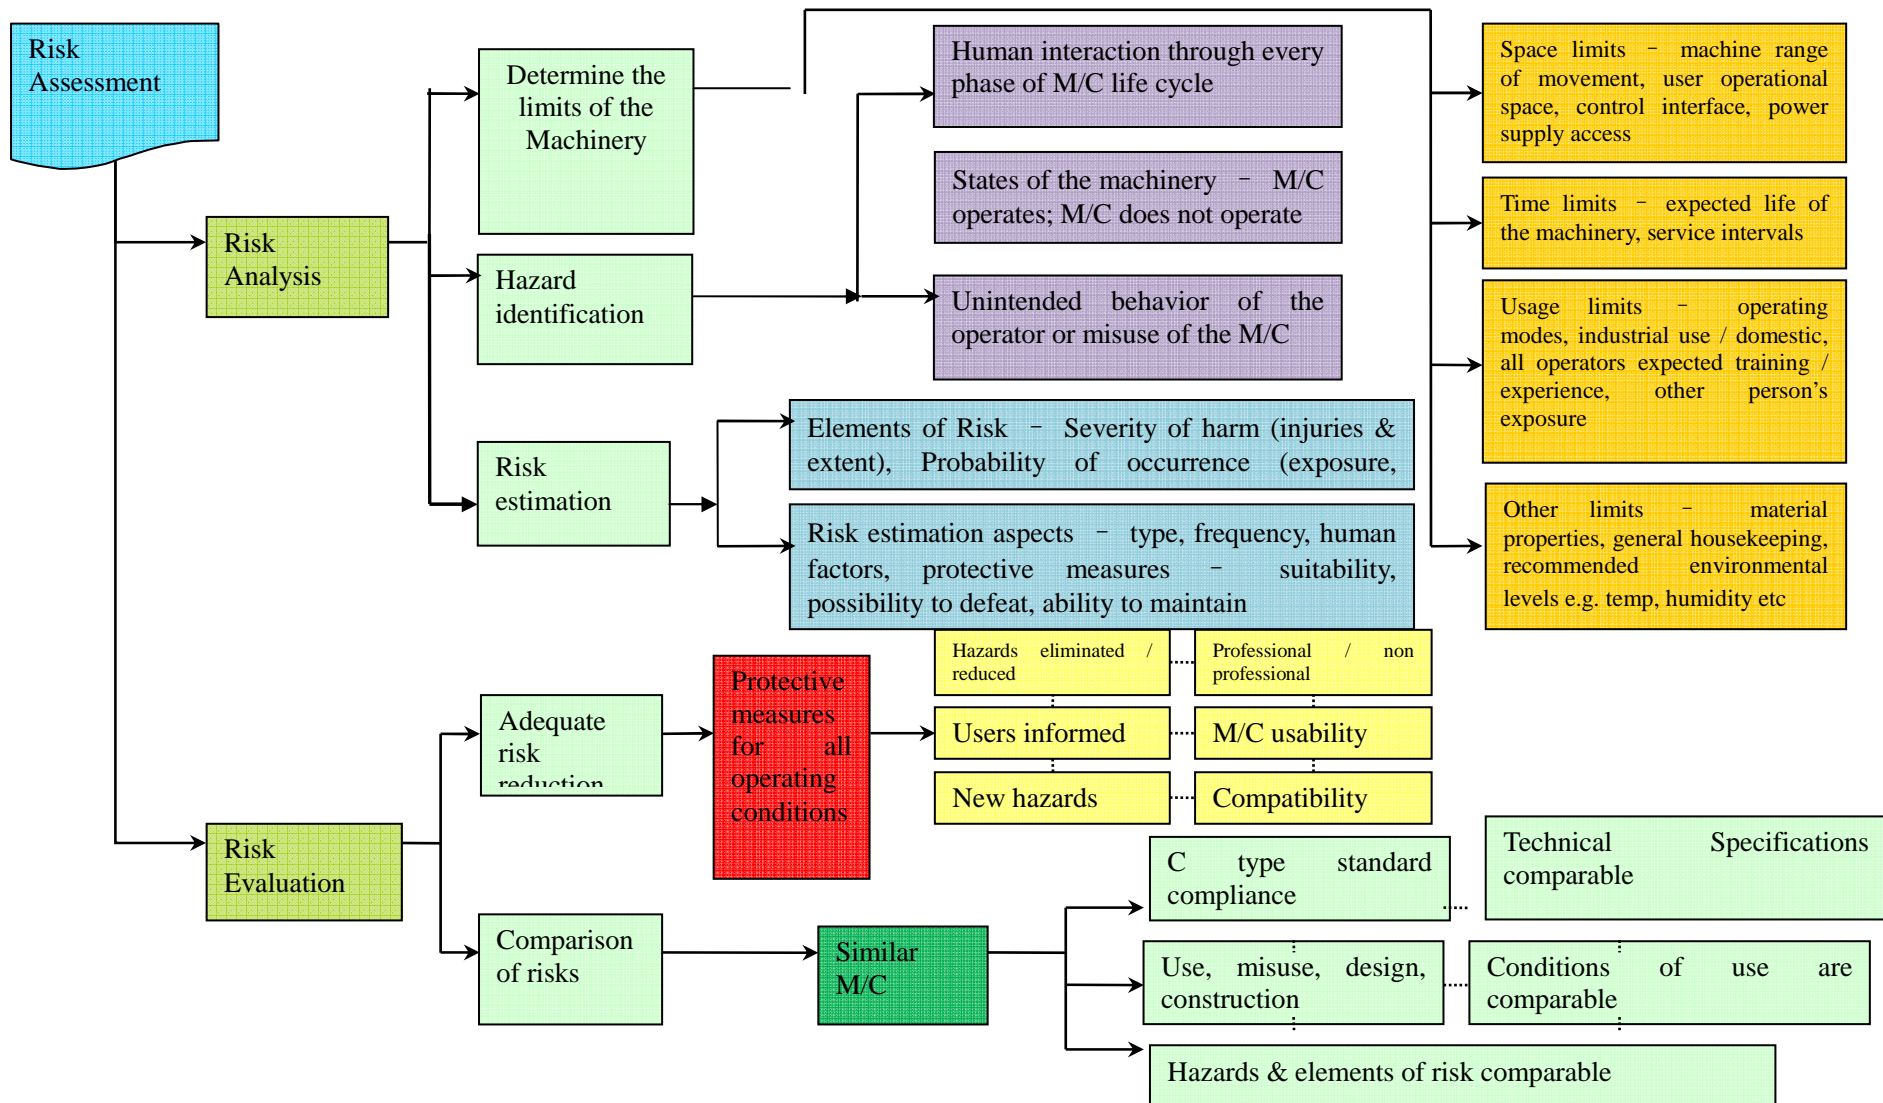 Risk
Assessment
Risk
Analysis
Determine the
limits of the
Machinery
Hazard
identification
Risk
estimation
Human interaction through every
phase of M/C life cycle
States of the machinery – M/C
operates; M/C does not operate
Unintended behavior of the
operator or misuse of the M/C
Elements of Risk – Severity of harm (injuries &
extent), Probability of occurrence (exposure,
Risk estimation aspects – type, frequency, human
factors, protective measures – suitability,
possibility to defeat, ability to maintain
Space limits – machine range
of movement, user operational
space, control interface, power
supply access
Time limits – expected life of
the machinery, service intervals
Usage limits – operating
modes, industrial use / domestic,
all operators expected training /
experience, other person's
exposure
Other limits – material
properties, general housekeeping,
recommended environmental
levels e.g. temp, humidity etc
Risk
Evaluation
Adequate
risk
reduction
Protective
measures
for all
operating
conditions
Hazards eliminated /
reduced
Professional / non
professional
Users informed
M/C usability
New hazards
Compatibility
Comparison
of risks
Similar
M/C
C type standard
compliance
Technical Specifications
comparable
Use, misuse, design,
construction
Conditions of use are
comparable
Hazards & elements of risk comparable